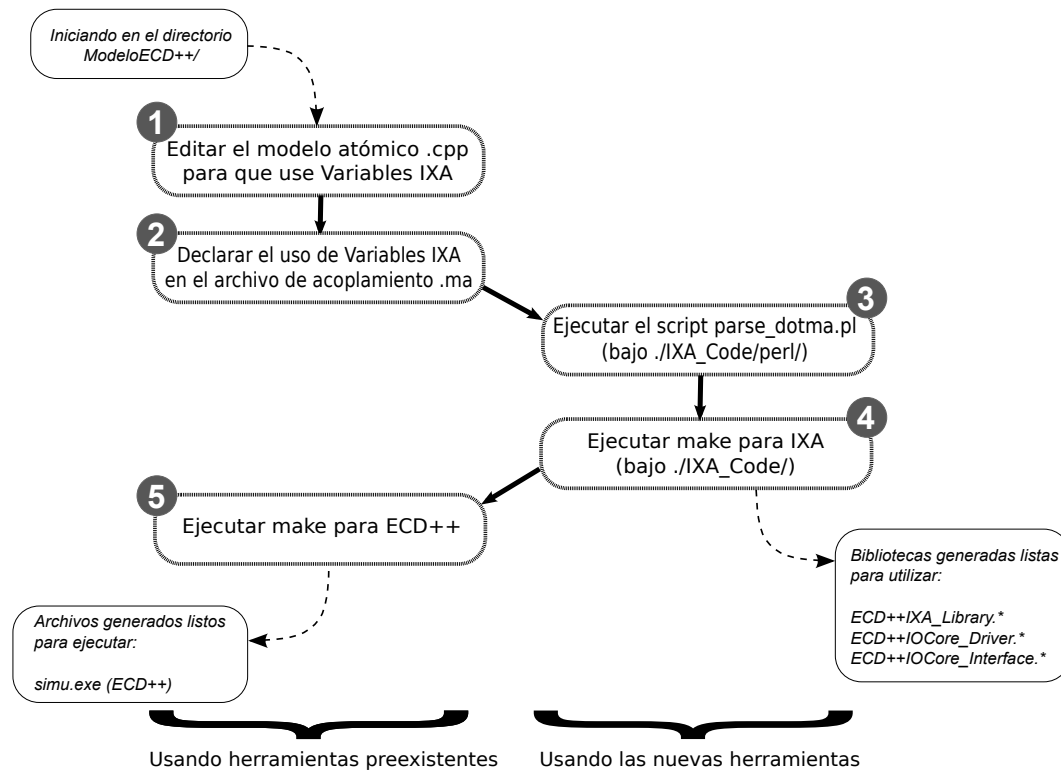 Iniciando en el directorio
ModeloECD++/
1
Editar el modelo atómico .cpp
para que use Variables IXA
2
Declarar el uso de Variables IXA
en el archivo de acoplamiento .ma
3
Ejecutar el script parse_dotma.pl
(bajo ./IXA_Code/perl/)
4
Ejecutar make para IXA
(bajo ./IXA_Code/)
5
Ejecutar make para ECD++
Bibliotecas generadas listas
para utilizar:
ECD++IXA_Library.*
ECD++IOCore_Driver.*
ECD++IOCore_Interface.*
Archivos generados listos
para ejecutar:
simu.exe (ECD++)
Usando herramientas preexistentes
Usando las nuevas herramientas